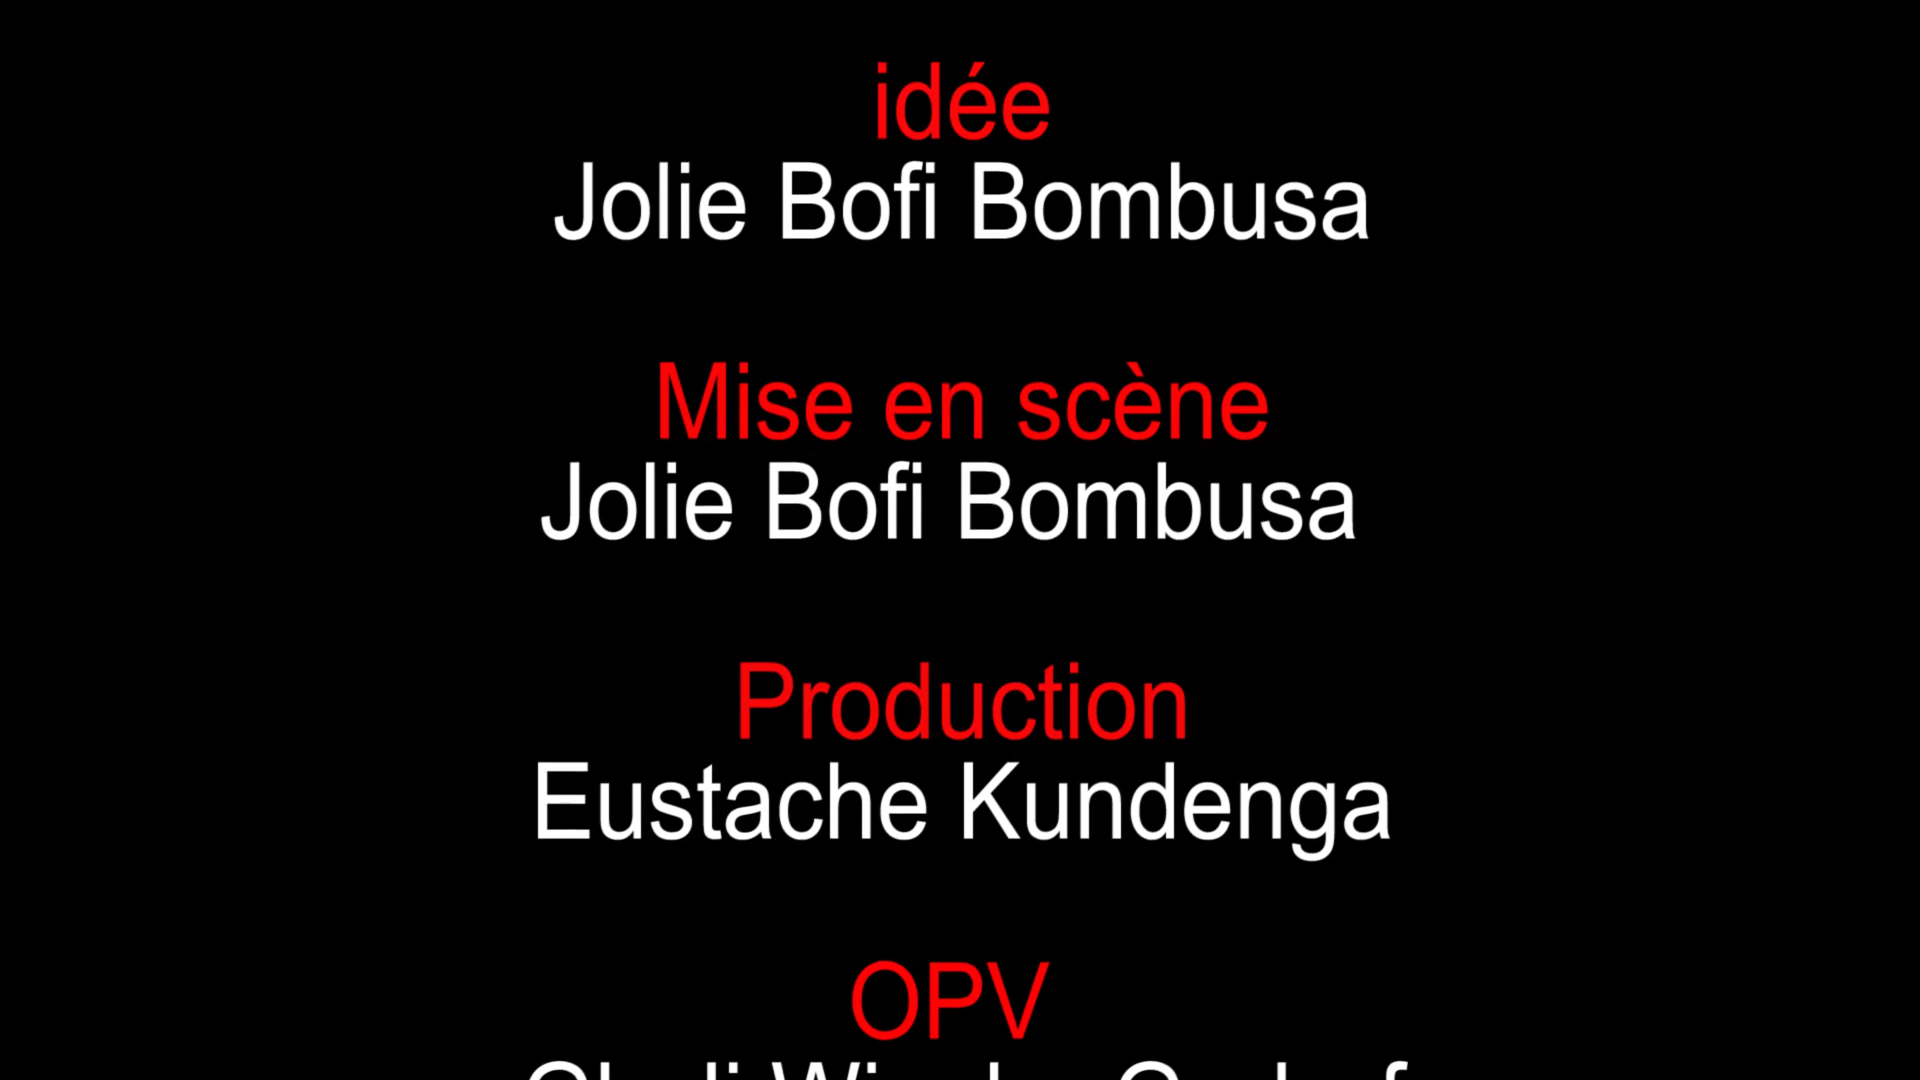 idée
Jolie Bofi Bombusa
Mise en scène
Jolie Bofi Bombusa
Production
Eustache Kundenga
OPV